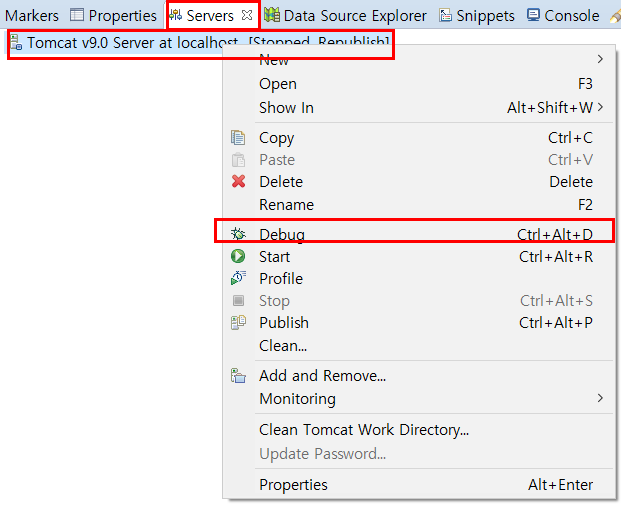 Markers Properties Servers Data Source Explorer Snippets Console
Tomcat v9.0 Server at localhost [Stopped, Republish]
New
Open F3
Show In Alt+Shift+W
Copy Ctrl+C
Paste Ctrl+V
Delete Delete
Rename F2
Debug Ctrl+Alt+D
Start Ctrl+Alt+R
Profile
Stop Ctrl+Alt+S
Publish Ctrl+Alt+P
Clean...
Add and Remove...
Monitoring
Clean Tomcat Work Directory...
Update Password...
Properties Alt+Enter